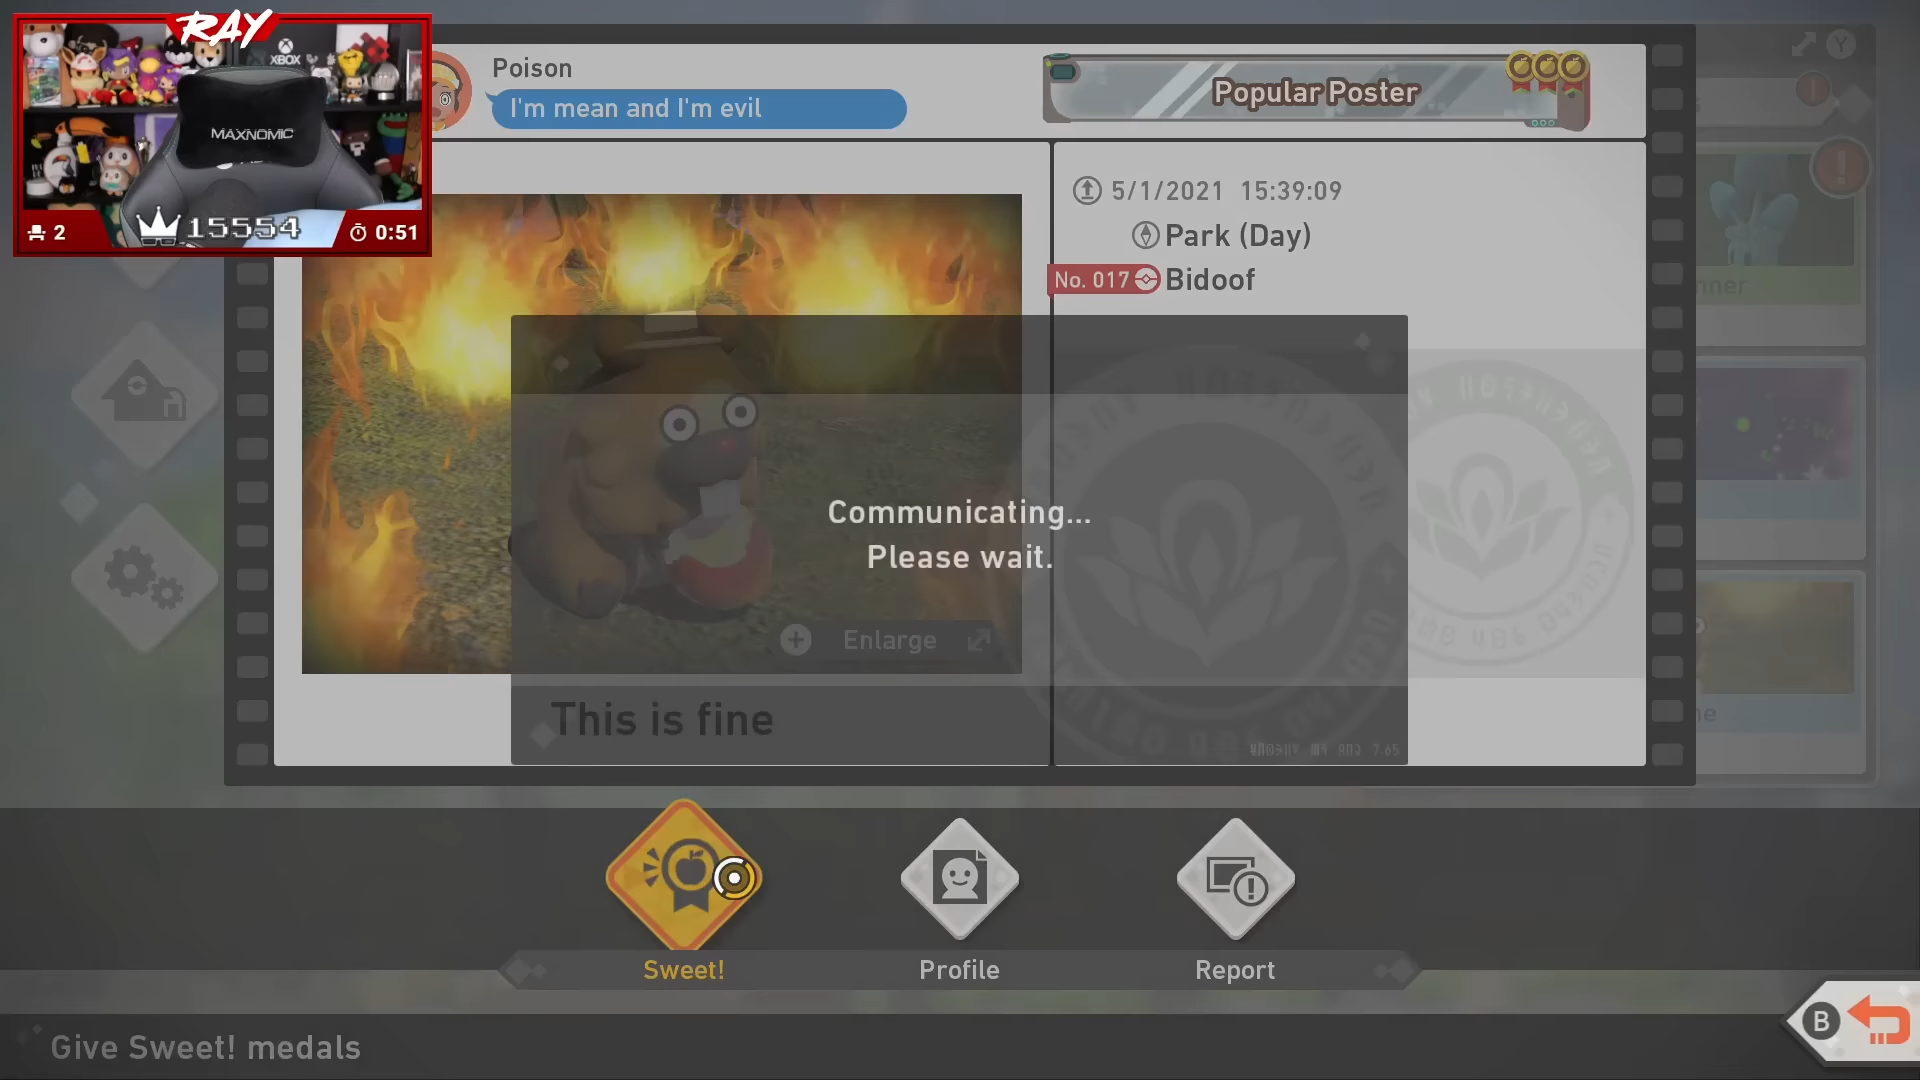 RAY
XBOX
MAXNOMIC
2
15554
0:51
Poison
I'm mean and I'm evil
Popular Poster
Y
5/1/2021 15:39:09
Park (Day)
No. 017 Bidoof
Communicating...
Please wait.
Enlarge
This is fine
Sweet!
Profile
Report
B
Give Sweet! medals